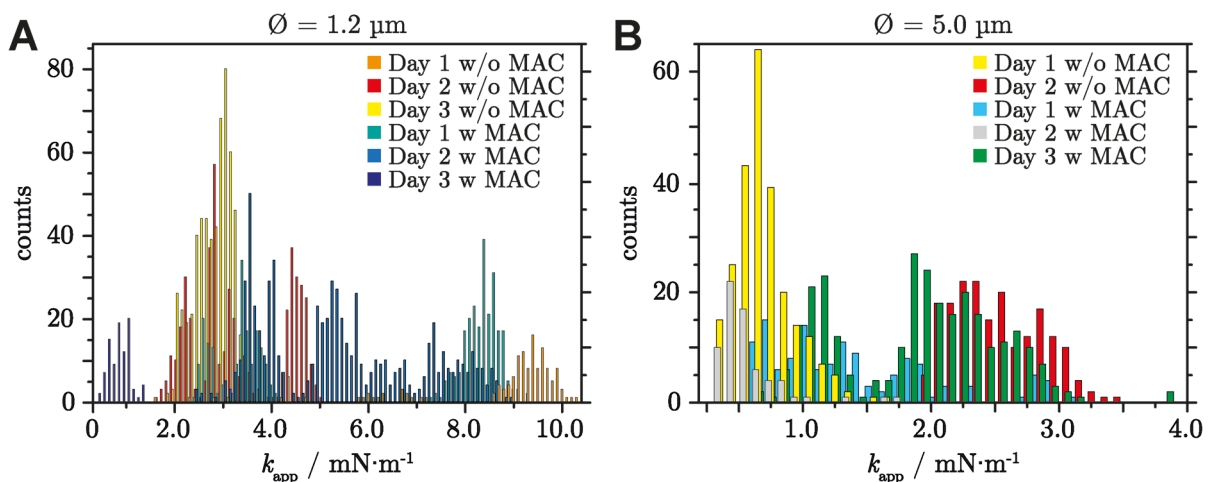 A
Ø = 1.2 µm
counts
80
60
40
20
0
Day 1 w/o MAC
Day 2 w/o MAC
Day 3 w/o MAC
Day 1 w MAC
Day 2 w MAC
Day 3 w MAC
0 2.0 4.0 6.0 8.0 10.0
k_app / mN·m⁻¹
B
Ø = 5.0 µm
counts
60
40
20
0
Day 1 w/o MAC
Day 2 w/o MAC
Day 1 w MAC
Day 2 w MAC
Day 3 w MAC
1.0 2.0 3.0 4.0
k_app / mN·m⁻¹